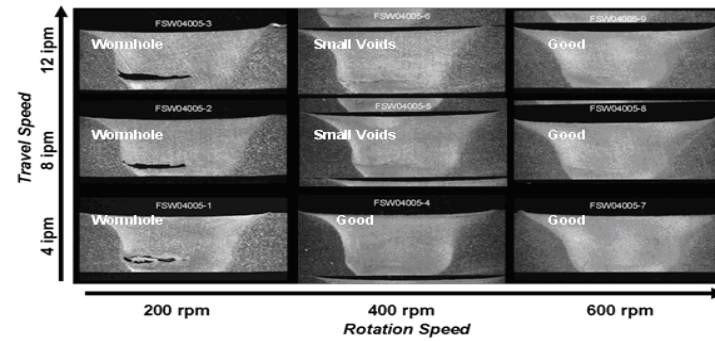 FSW04005-3
FSW04005-6
FSW04005-9
Wormhole
Small Voids
Good
12 ipm
FSW04005-2
FSW04005-5
FSW04005-8
Wormhole
Small Voids
Good
8 ipm
FSW04005-1
FSW04005-4
FSW04005-7
Wormhole
Good
Good
4 ipm
Travel Speed
200 rpm
400 rpm
600 rpm
Rotation Speed